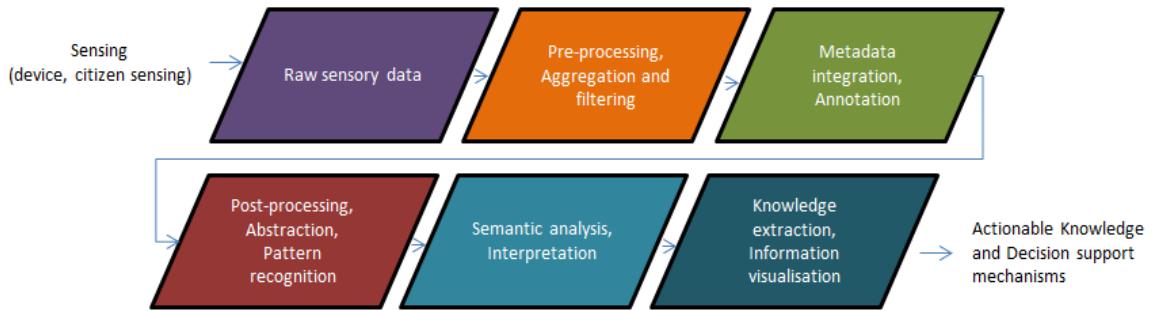 Sensing
(device, citizen sensing)
Raw sensory data
Pre-processing,
Aggregation and
filtering
Metadata
integration,
Annotation
Post-processing,
Abstraction,
Pattern
recognition
Semantic analysis,
Interpretation
Knowledge
extraction,
Information
visualisation
Actionable Knowledge
and Decision support
mechanisms